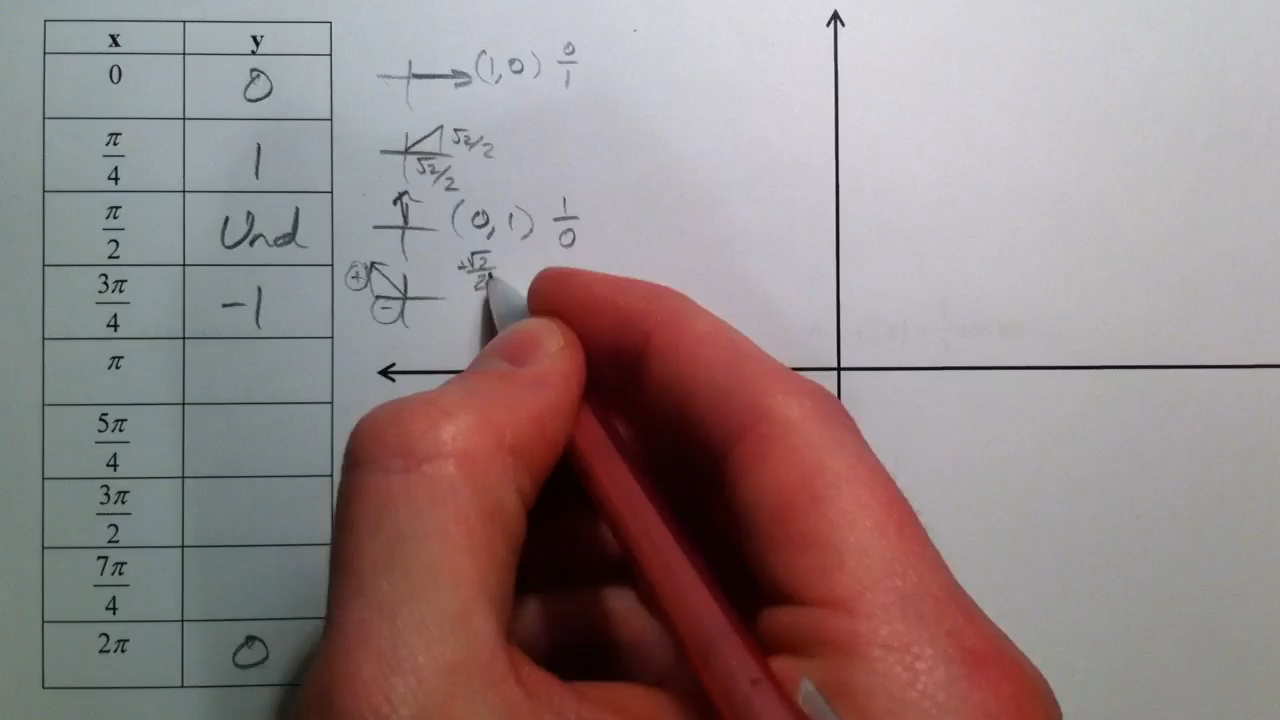 x y
0 0 (1,0) 0/1
π/4 1 √2/2 √2/2
π/2 Und (0,1) 1/0
3π/4 -1 + - +√2/2
π
5π/4
3π/2
7π/4
2π 0